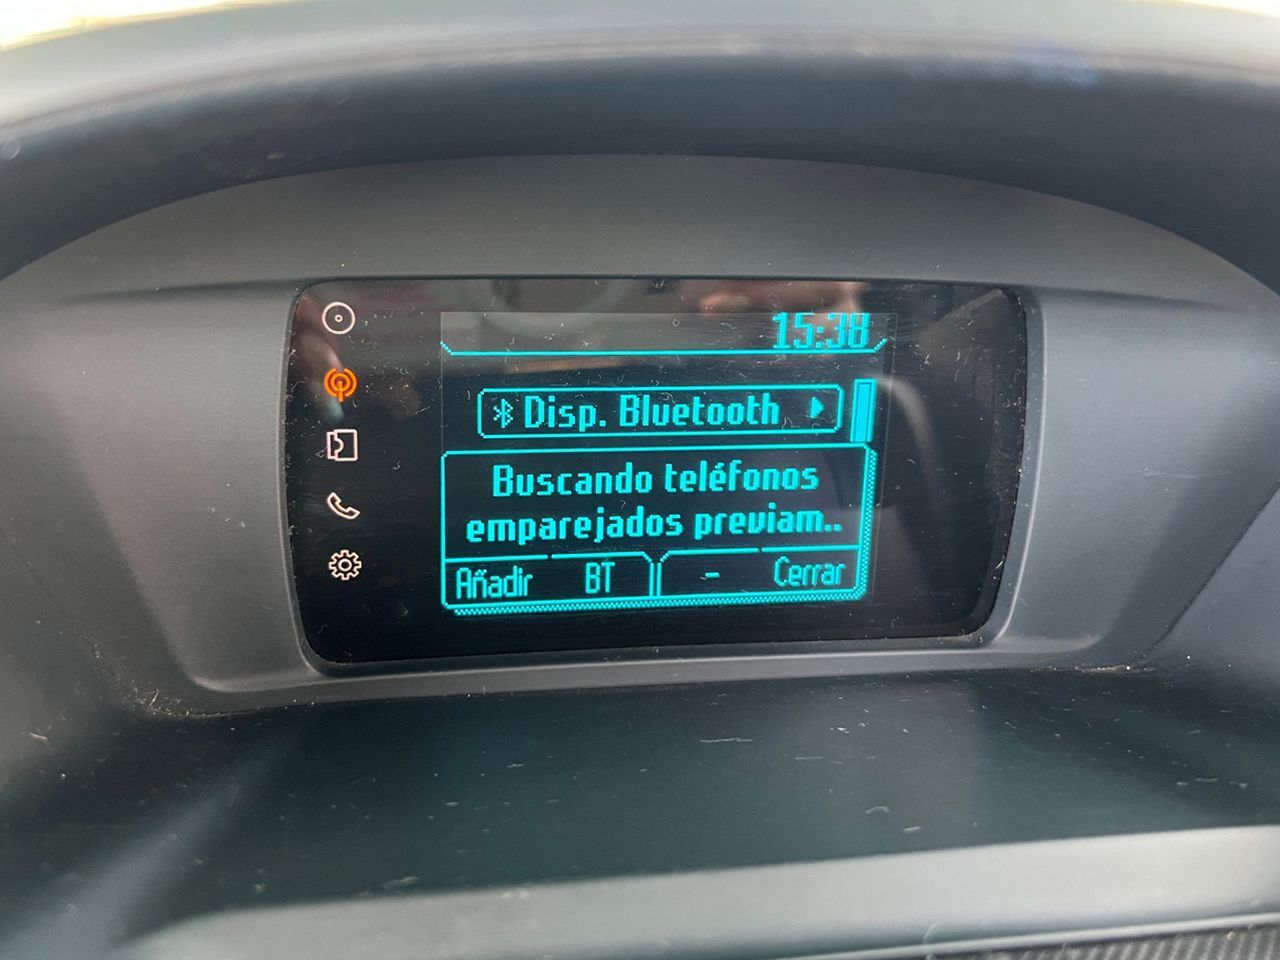 15:38
Disp. Bluetooth
Buscando teléfonos
emparejados previam..
Añadir BT - Cerrar